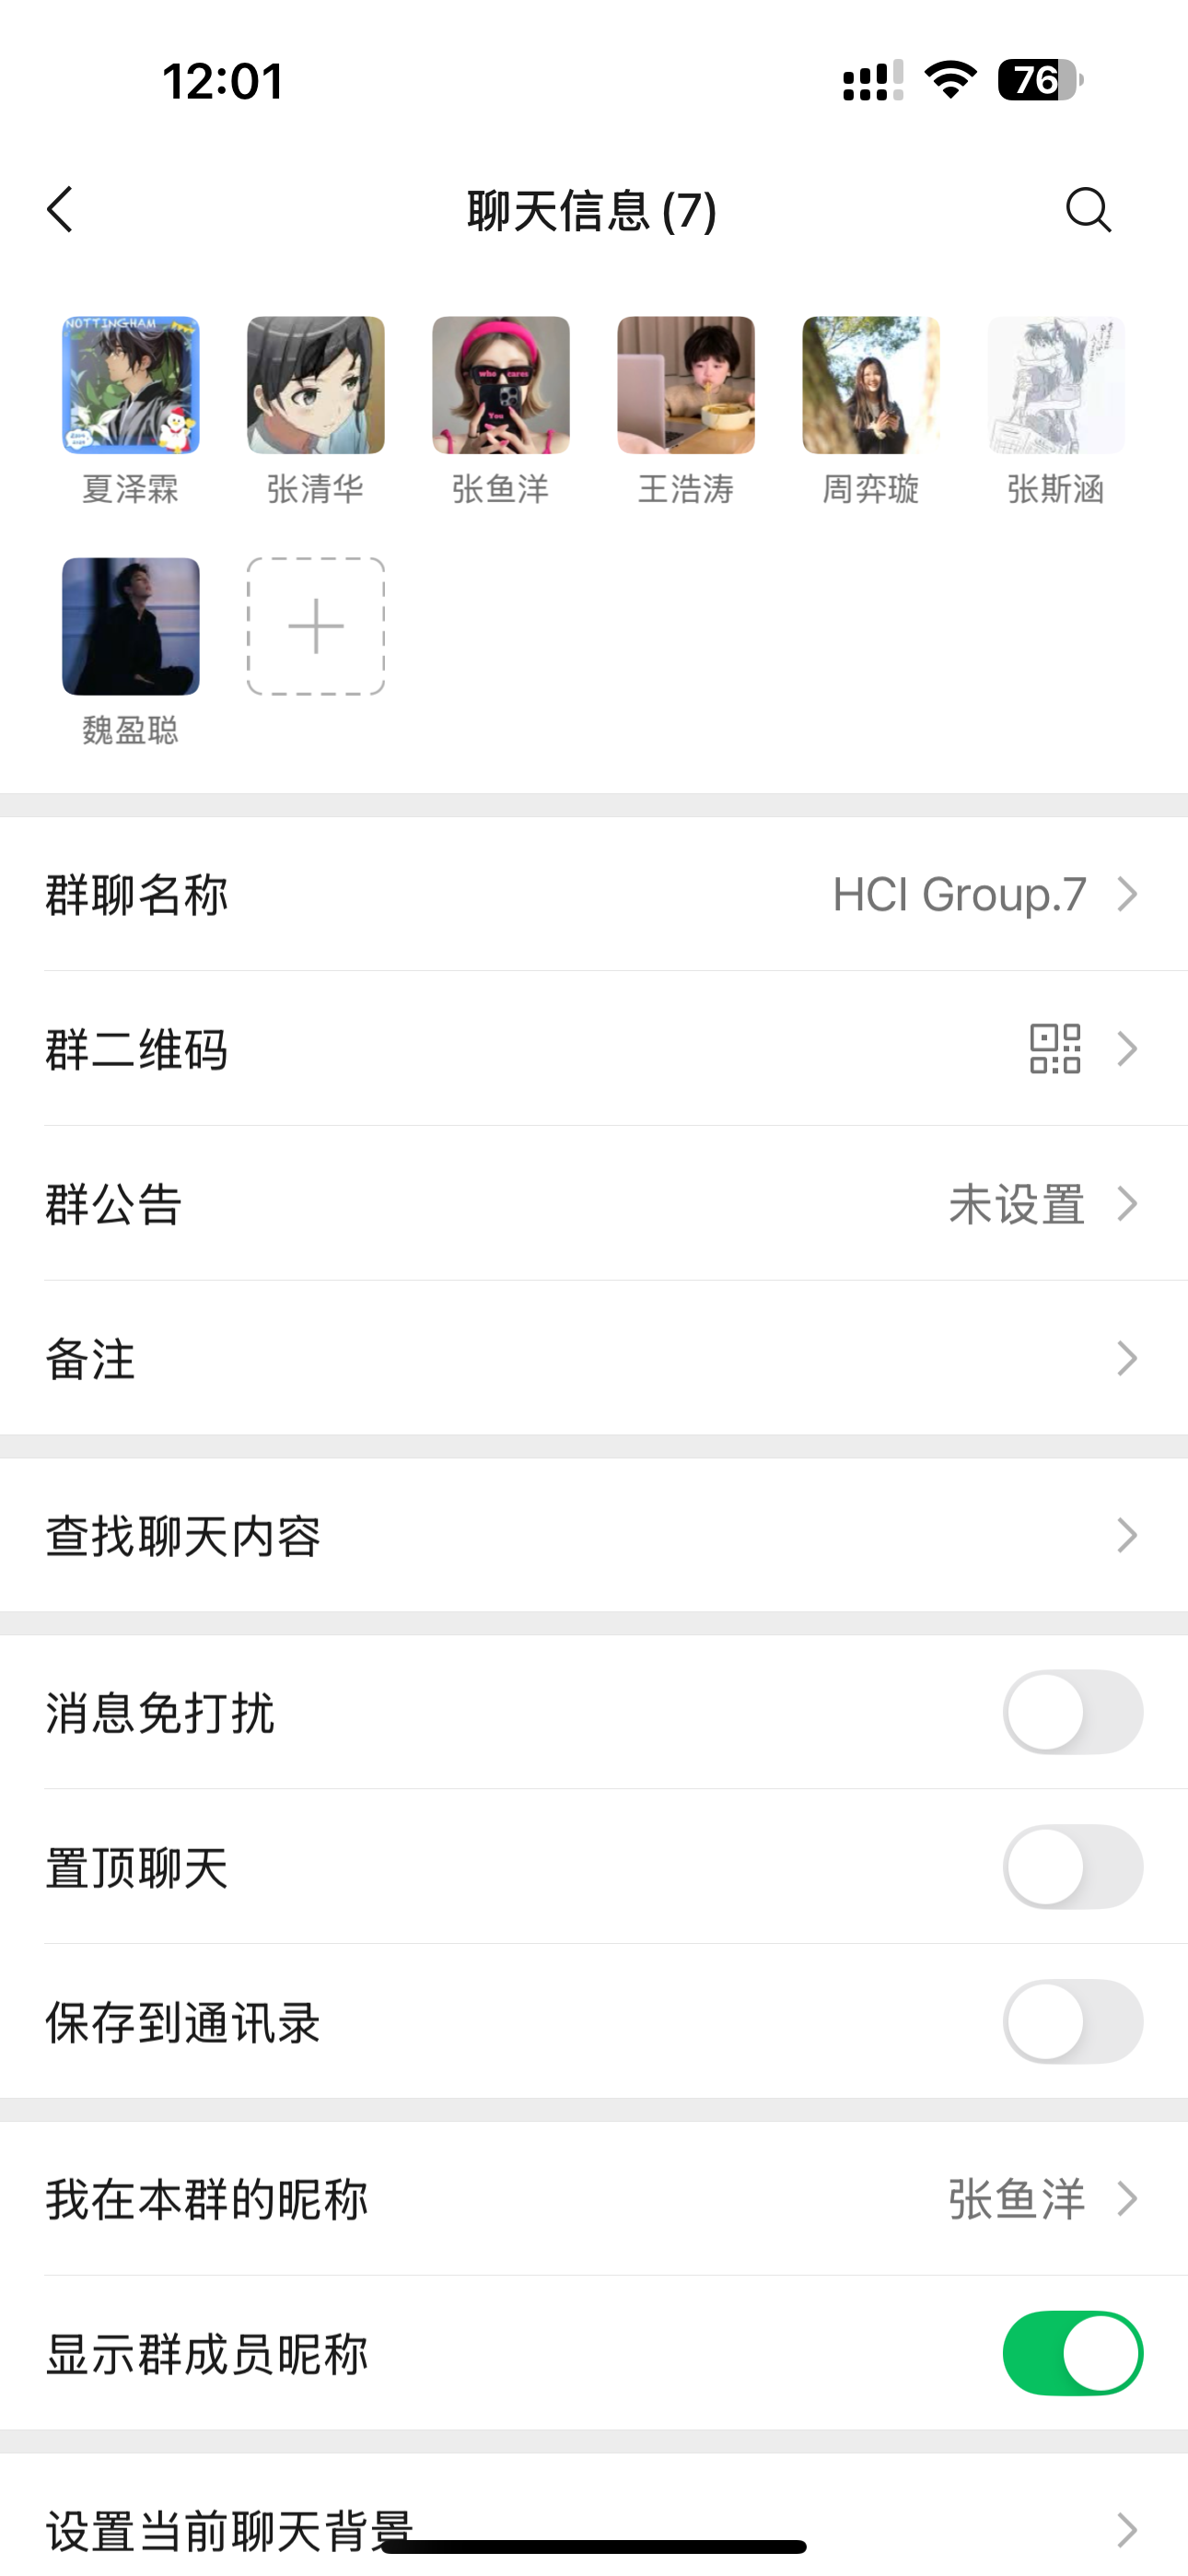 12:01
76
聊天信息(7)
NOTTINGHAM
who cares
You
夏泽霖 张清华 张鱼洋 王浩涛 周弈璇 张斯涵
魏盈聪
群聊名称 HCI Group.7
群二维码
群公告 未设置
备注
查找聊天内容
消息免打扰
置顶聊天
保存到通讯录
我在本群的昵称 张鱼洋
显示群成员昵称
设置当前聊天背景